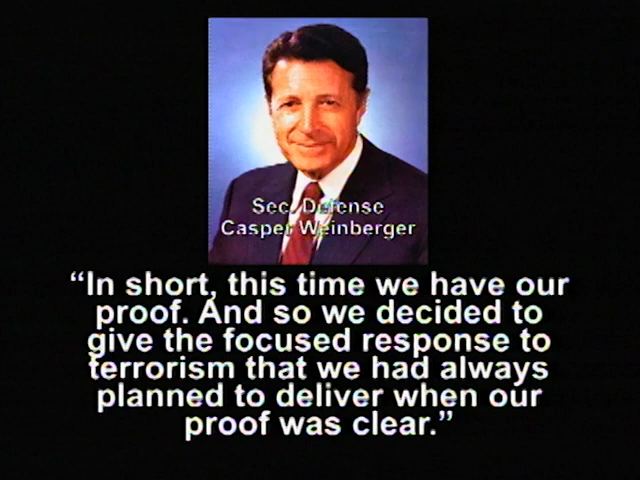 Sec. Defense
Casper Weinberger
“In short, this time we have our
proof. And so we decided to
give the focused response to
terrorism that we had always
planned to deliver when our
proof was clear.”